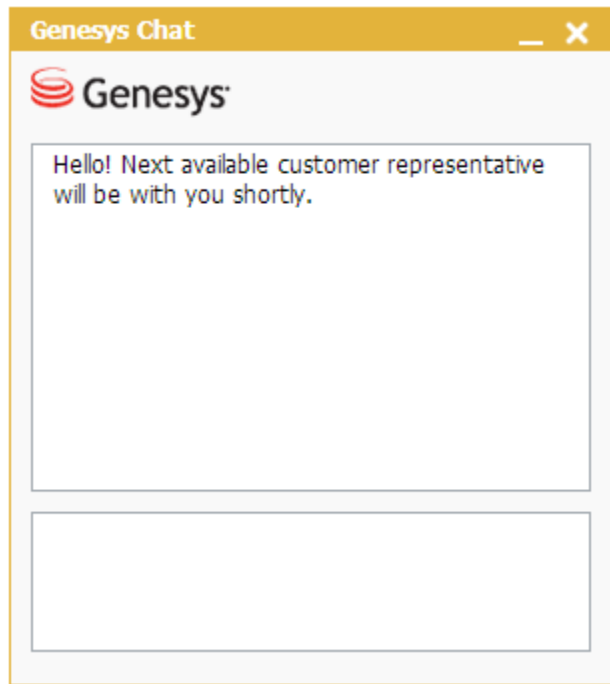 Genesys Chat
Genesys
Hello! Next available customer representative
will be with you shortly.